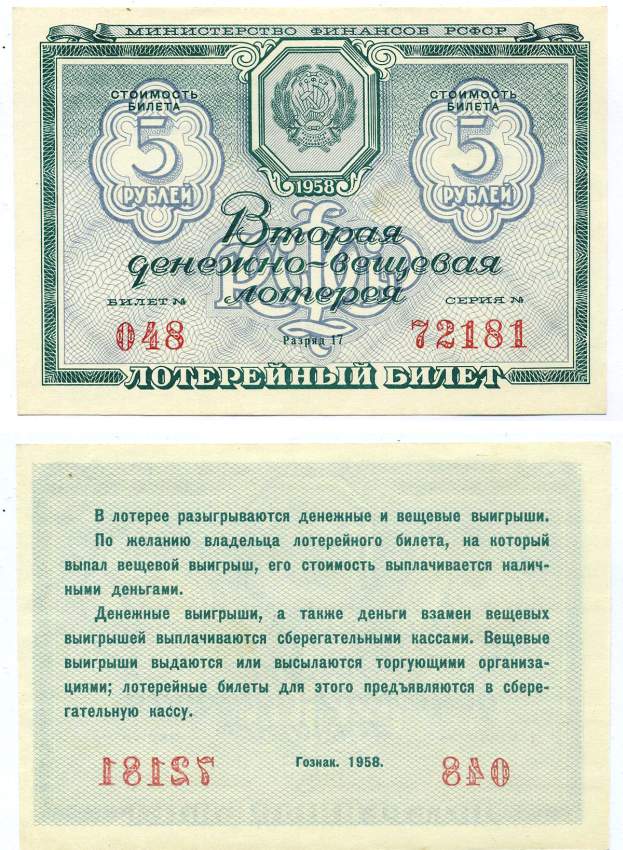 МИНИСТЕРСТВО ФИНАНСОВ РСФСР
СТОИМОСТЬ БИЛЕТА
5
РУБЛЕЙ
1958
СТОИМОСТЬ БИЛЕТА
5
РУБЛЕЙ
РСФСР
Вторая
денежно-вещевая
лотерея
БИЛЕТ №
048
Разряд 17
СЕРИЯ №
72181
ЛОТЕРЕЙНЫЙ БИЛЕТ
В лотерее разыгрываются денежные и вещевые выигрыши.
По желанию владельца лотерейного билета, на который
выпал вещевой выигрыш, его стоимость выплачивается налич-
ными деньгами.
Денежные выигрыши, а также деньги взамен вещевых
выигрышей выплачиваются сберегательными кассами. Вещевые
выигрыши выдаются или высылаются торгующими организа-
циями; лотерейные билеты для этого предъявляются в сбере-
гательную кассу.
72181
Гознак. 1958.
048